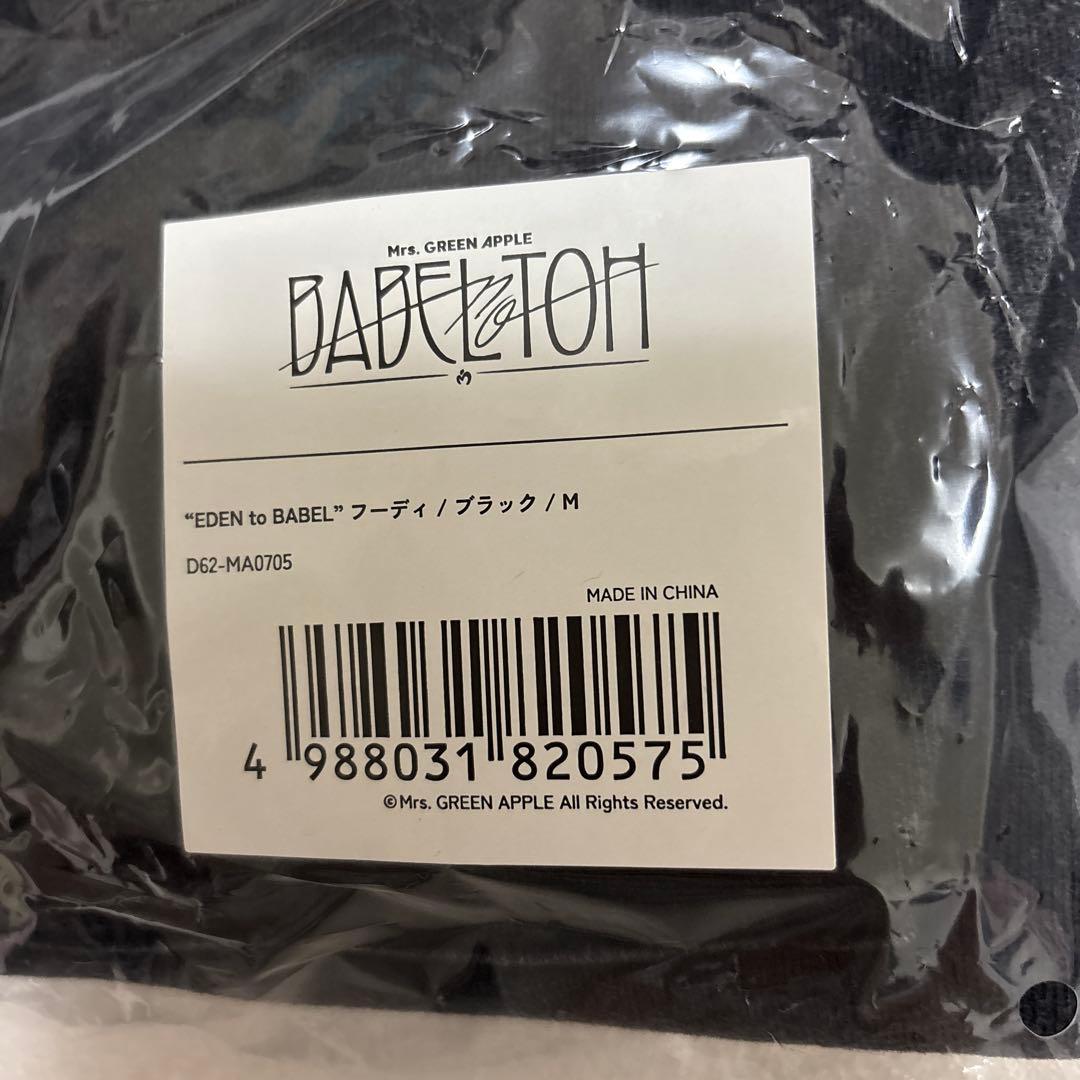 Mrs. GREEN APPLE
BABEL no TOH
“EDEN to BABEL” フーディ / ブラック / M
D62-MA0705
MADE IN CHINA
4 988031 820575
©Mrs. GREEN APPLE All Rights Reserved.